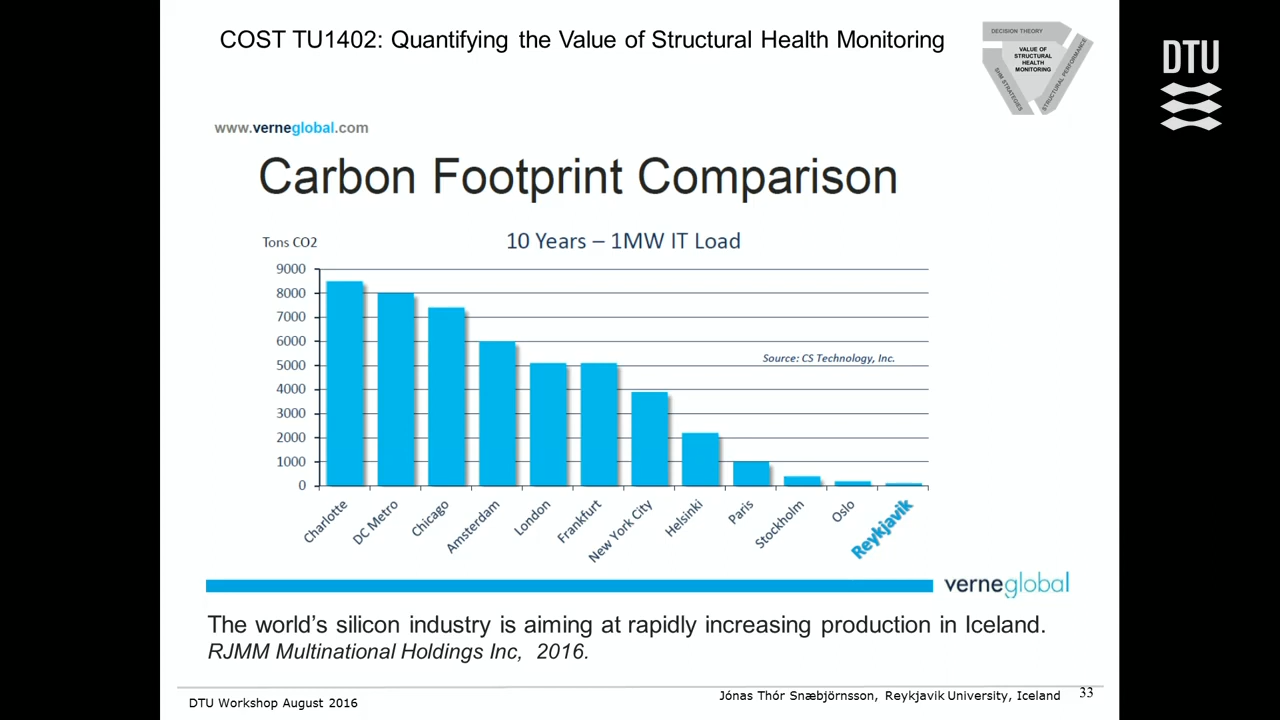 COST TU1402: Quantifying the Value of Structural Health Monitoring
DECISION THEORY
VALUE OF
STRUCTURAL
HEALTH
MONITORING
SHM STRATEGIES
STRUCTURAL PERFORMANCE
DTU
www.verneglobal.com
Carbon Footprint Comparison
Tons CO2
10 Years – 1MW IT Load
9000
8000
7000
6000
5000
4000
3000
2000
1000
0
Source: CS Technology, Inc.
Charlotte
DC Metro
Chicago
Amsterdam
London
Frankfurt
New York City
Helsinki
Paris
Stockholm
Oslo
Reykjavik
verneglobal
The world’s silicon industry is aiming at rapidly increasing production in Iceland.
RJMM Multinational Holdings Inc, 2016.
DTU Workshop August 2016
Jónas Thór Snæbjörnsson, Reykjavik University, Iceland
33